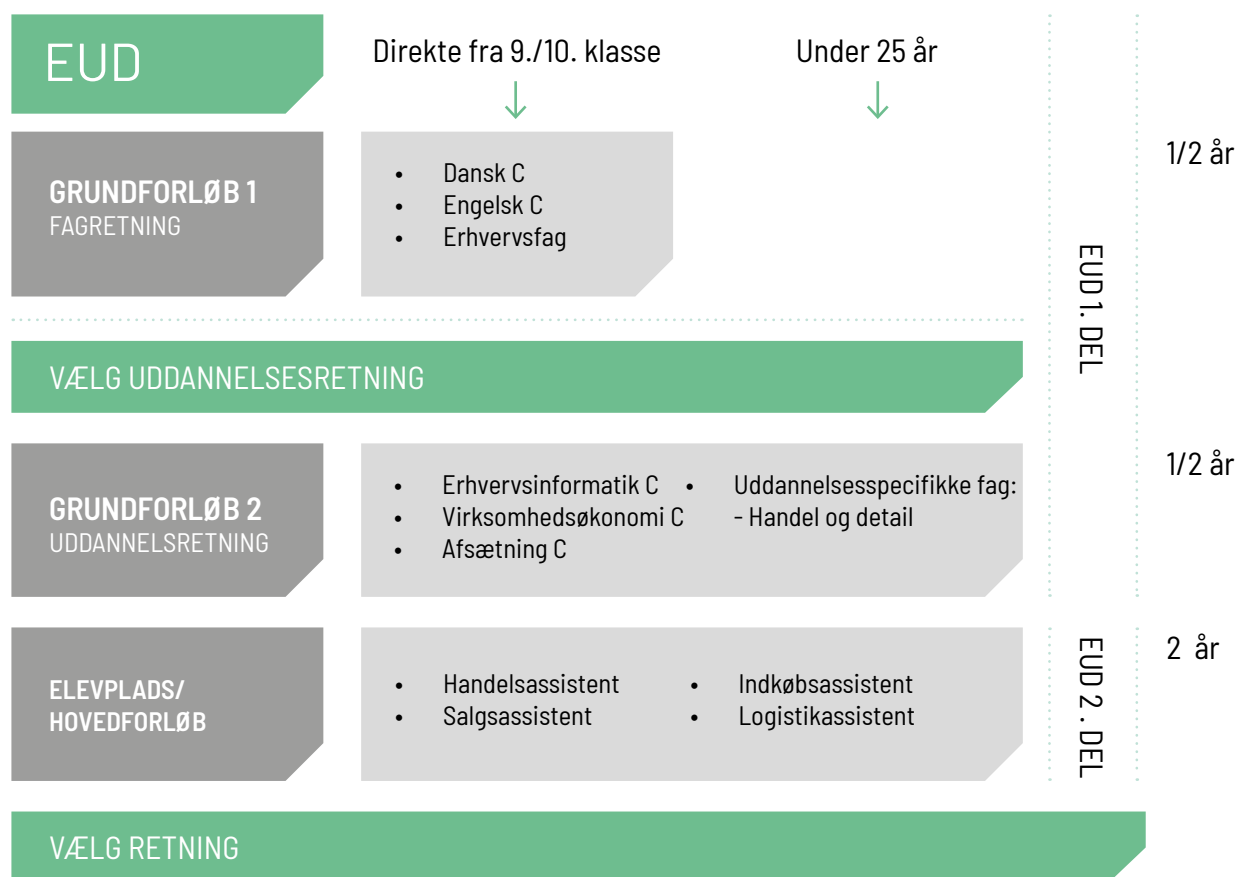 EUD
Direkte fra 9./10. klasse
Under 25 år
GRUNDFORLØB 1
FAGRETNING
• Dansk C
• Engelsk C
• Erhvervsfag
1/2 år
EUD 1. DEL
VÆLG UDDANNELSESRETNING
GRUNDFORLØB 2
UDDANNELSRETNING
• Erhvervsinformatik C
• Virksomhedsøkonomi C
• Afsætning C
• Uddannelsesspecifikke fag:
- Handel og detail
1/2 år
ELEVPLADS/
HOVEDFORLØB
• Handelsassistent
• Salgsassistent
• Indkøbsassistent
• Logistikassistent
EUD 2 . DEL
2 år
VÆLG RETNING